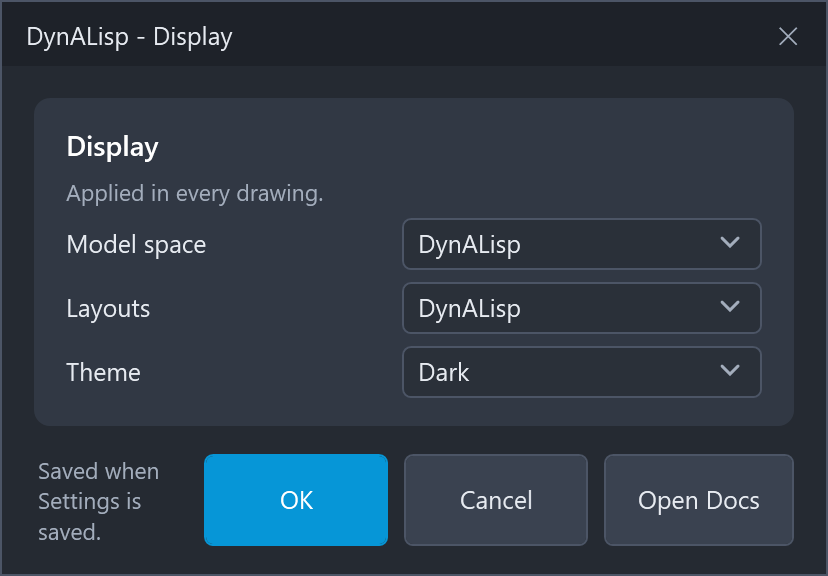 DynALisp - Display
Display
Applied in every drawing.
Model space DynALisp
Layouts DynALisp
Theme Dark
Saved when
Settings is
saved.
OK Cancel Open Docs